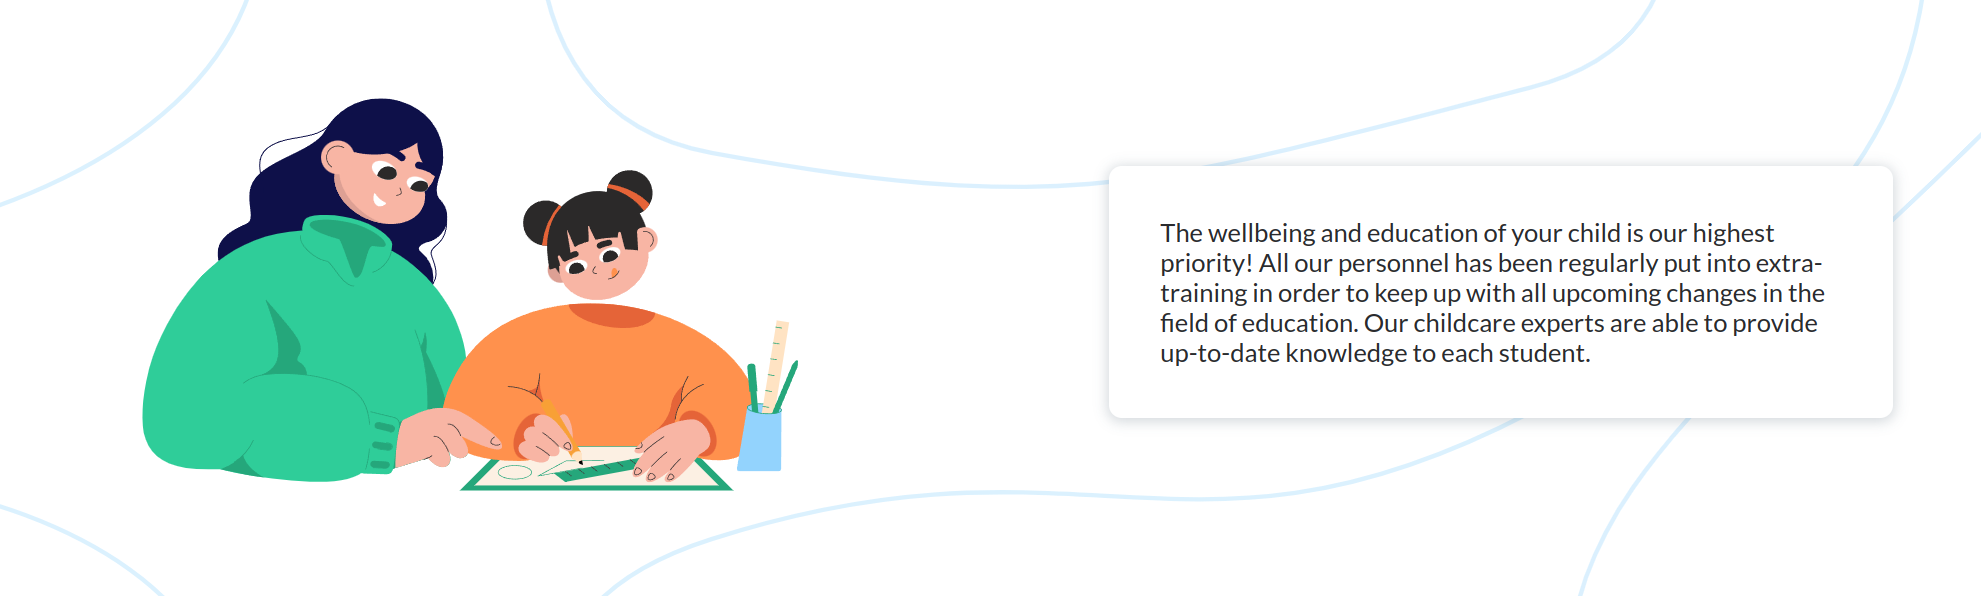 The wellbeing and education of your child is our highest
priority! All our personnel has been regularly put into extra-
training in order to keep up with all upcoming changes in the
field of education. Our childcare experts are able to provide
up-to-date knowledge to each student.